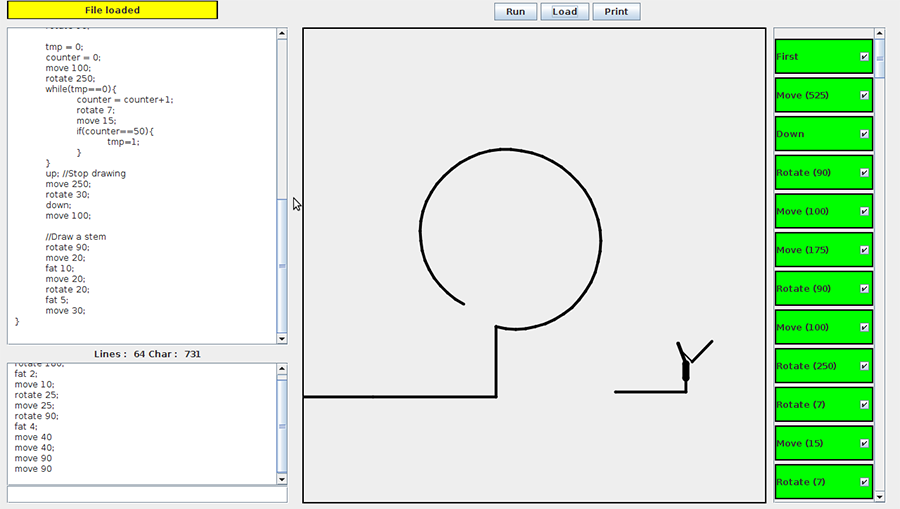 File loaded
Run
Load
Print
tmp = 0;
counter = 0;
move 100;
rotate 250;
while(tmp==0){
counter = counter+1;
rotate 7;
move 15;
if(counter==50){
tmp=1;
}
}
up; //Stop drawing
move 250;
rotate 30;
down;
move 100;
//Draw a stem
rotate 90;
move 20;
fat 10;
move 20;
rotate 20;
fat 5;
move 30;
}
Lines : 64 Char : 731
fat 2;
move 10;
rotate 25;
move 25;
rotate 90;
fat 4;
move 40
move 40;
move 90
move 90
First
Move (525)
Down
Rotate (90)
Move (100)
Move (175)
Rotate (90)
Move (100)
Rotate (250)
Rotate (7)
Move (15)
Rotate (7)